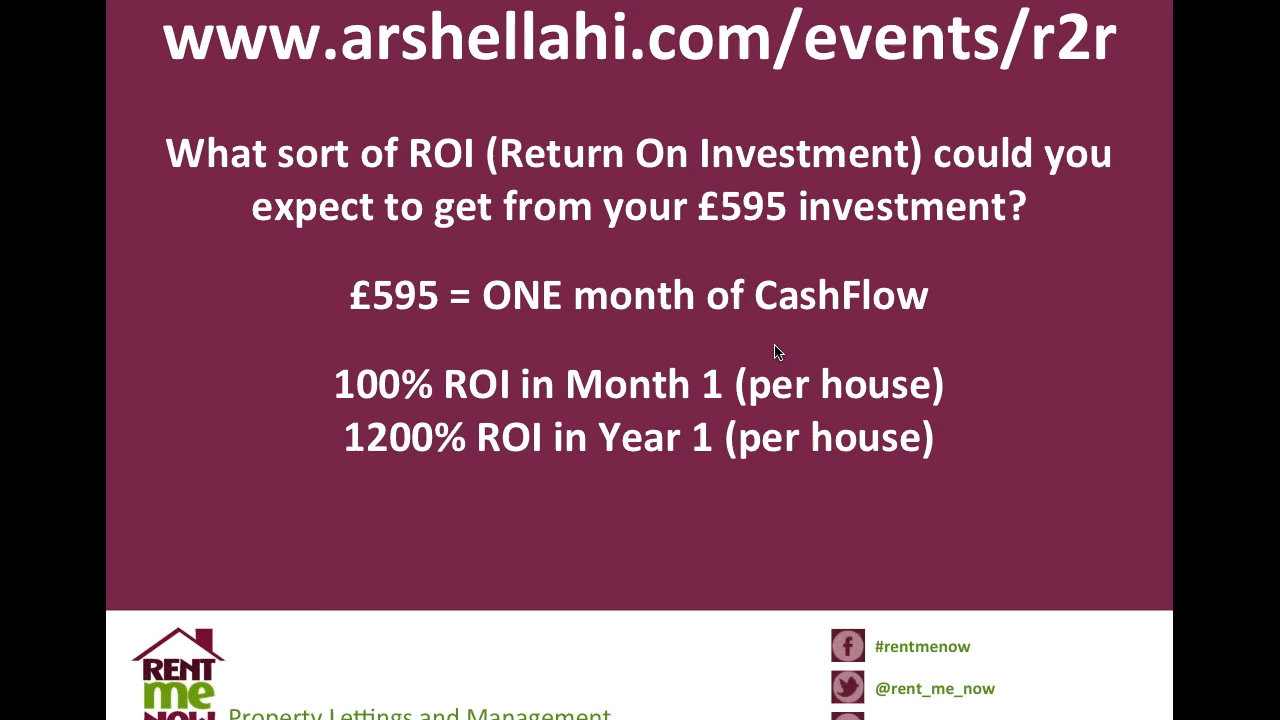 www.arshellahi.com/events/r2r
What sort of ROI (Return On Investment) could you
expect to get from your £595 investment?
£595 = ONE month of CashFlow
100% ROI in Month 1 (per house)
1200% ROI in Year 1 (per house)
RENT
me
NOW
Property Lettings and Management
#rentmenow
@rent_me_now